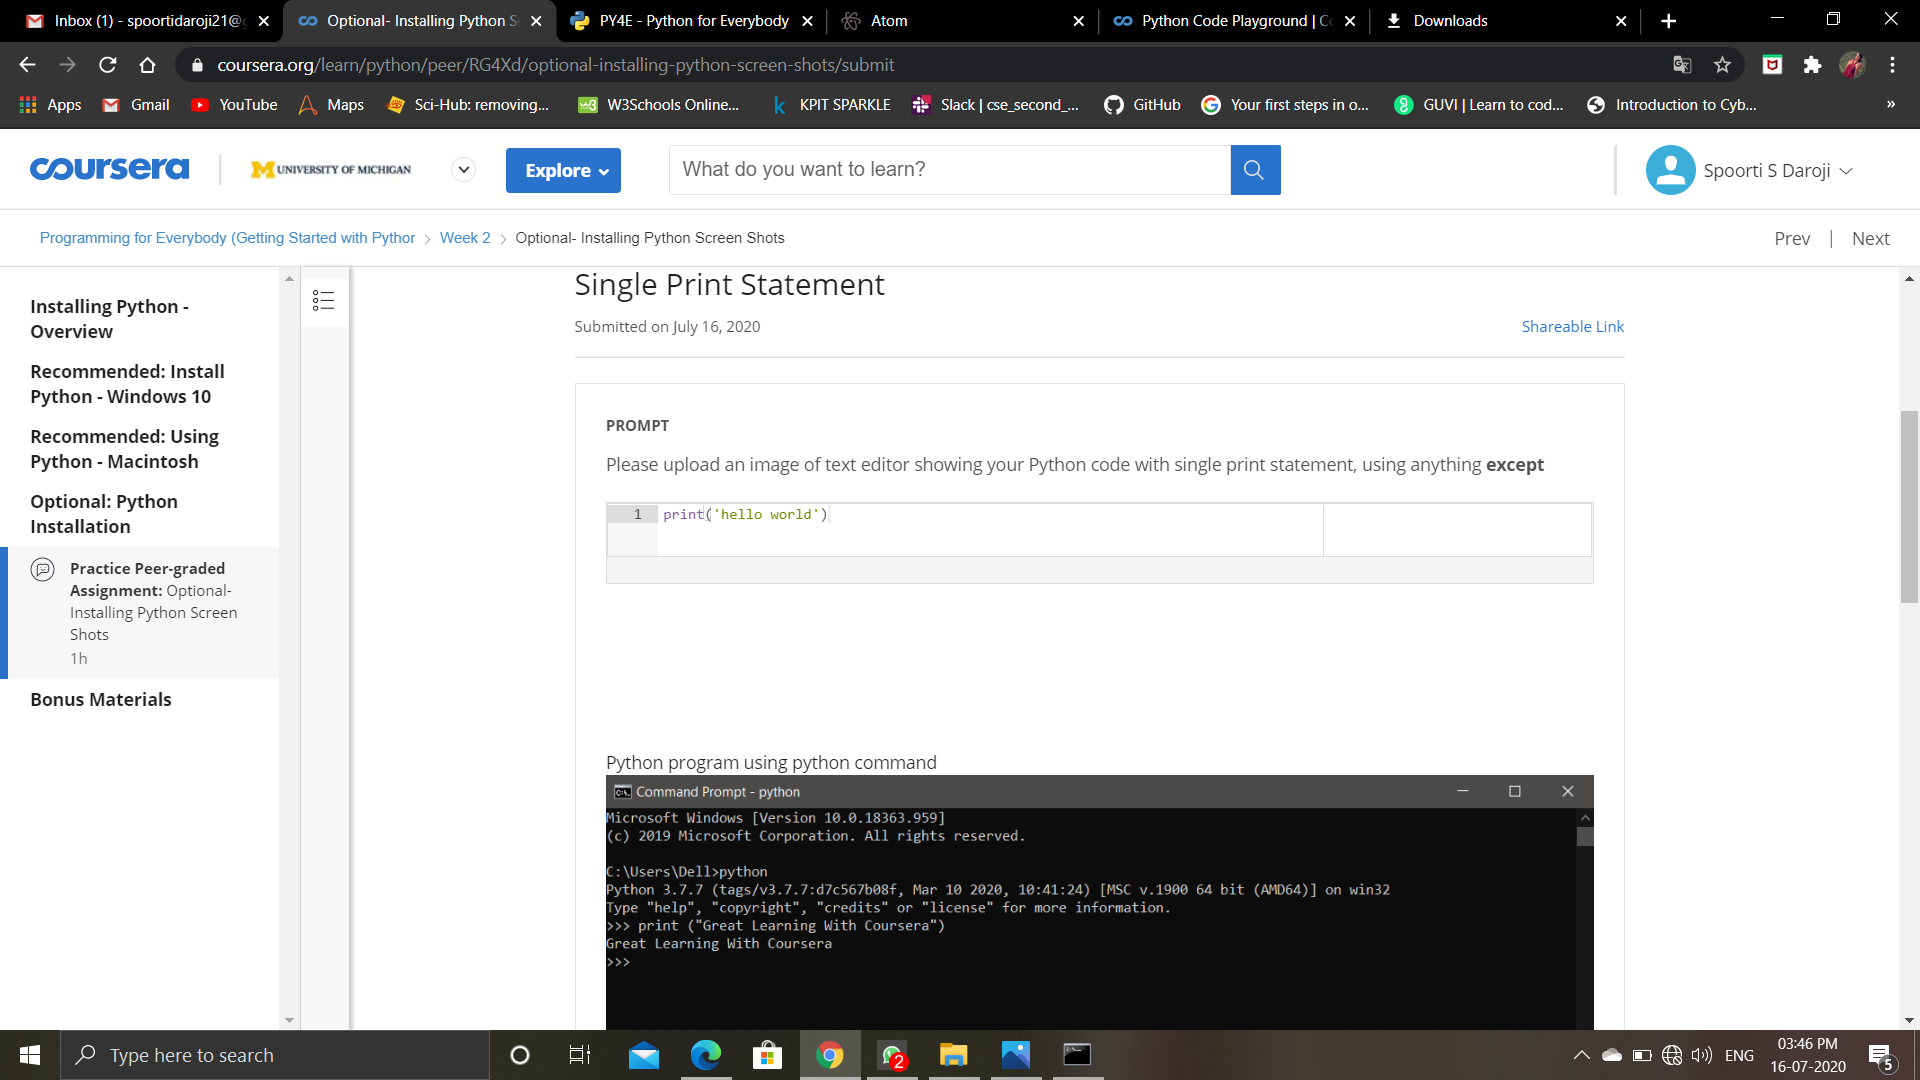 Inbox (1) - spoortidaroji21@g
Optional- Installing Python S
PY4E - Python for Everybody
Atom
Python Code Playground | Co
Downloads
coursera.org/learn/python/peer/RG4Xd/optional-installing-python-screen-shots/submit
Apps
Gmail
YouTube
Maps
Sci-Hub: removing...
W3Schools Online...
KPIT SPARKLE
Slack | cse_second_...
GitHub
Your first steps in o...
GUVI | Learn to cod...
Introduction to Cyb...
»
coursera
UNIVERSITY OF MICHIGAN
Explore
What do you want to learn?
Spoorti S Daroji
Programming for Everybody (Getting Started with Python
Week 2
Optional- Installing Python Screen Shots
Prev | Next
Installing Python -
Overview
Recommended: Install
Python - Windows 10
Recommended: Using
Python - Macintosh
Optional: Python
Installation
Practice Peer-graded
Assignment: Optional-
Installing Python Screen
Shots
1h
Bonus Materials
Single Print Statement
Submitted on July 16, 2020
Shareable Link
PROMPT
Please upload an image of text editor showing your Python code with single print statement, using anything except
1 print('hello world')
Python program using python command
Command Prompt - python
Microsoft Windows [Version 10.0.18363.959]
(c) 2019 Microsoft Corporation. All rights reserved.
C:\Users\Dell>python
Python 3.7.7 (tags/v3.7.7:d7c567b08f, Mar 10 2020, 10:41:24) [MSC v.1900 64 bit (AMD64)] on win32
Type "help", "copyright", "credits" or "license" for more information.
>>> print ("Great Learning With Coursera")
Great Learning With Coursera
>>>
Type here to search
2
ENG
03:46 PM
16-07-2020
5